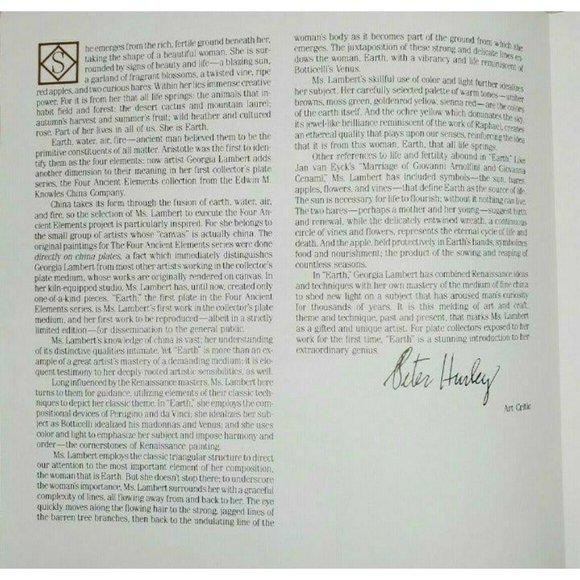 She emerges from the rich, fertile ground beneath her,
taking the shape of a beautiful woman. She is sur-
rounded by signs of beauty and life—a blazing sun,
a garland of fragrant blossoms, a twisted vine, ripe
red apples, and two curious hares. Within her lies immense creative
power. For it is from her that all life springs: the animals that in-
habit field and forest; the desert cactus and mountain laurel;
autumn's harvest and summer's fruit; wild heather and cultured
rose. Part of her lives in all of us. She is Earth.
Earth, water, air, fire—ancient man believed them to be the
primitive constituents of all matter. Aristotle was the first to iden-
tify them as the four elements; now artist Georgia Lambert adds
another dimension to their meaning in her first collector's plate
series, the Four Ancient Elements collection from the Edwin M.
Knowles China Company.
China takes its form through the fusion of earth, water, air,
and fire, so the selection of Ms. Lambert to execute the Four An-
cient Elements project is particularly inspired. For she belongs to
the small group of artists whose "canvas" is actually china. The
original paintings for The Four Ancient Elements series were done
directly on china plates, a fact which immediately distinguishes
Georgia Lambert from most other artists working in the collector's
plate medium, whose works are originally rendered on canvas. In
her kiln-equipped studio, Ms. Lambert has, until now, created only
one-of-a-kind pieces. "Earth," the first plate in the Four Ancient
Elements series, is Ms. Lambert's first work in the collector's plate
medium, and her first work to be reproduced—albeit in a strictly
limited edition—for dissemination to the general public.
Ms. Lambert's knowledge of china is vast; her understanding
of its distinctive qualities intimate. Yet "Earth" is more than an ex-
ample of a great artist's mastery of a demanding medium; it is elo-
quent testimony to her deeply rooted artistic sensibilities, as well.
Long influenced by the Renaissance masters, Ms. Lambert here
turns to them for guidance, utilizing elements of their classic tech-
niques to depict her classic theme. In "Earth," she employs the com-
positional devices of Perugino and da Vinci; she idealizes her sub-
ject as Botticelli idealized his madonnas and Venus; and she uses
color and light to emphasize her subject and impose harmony and
order—the cornerstones of Renaissance painting.
Ms. Lambert employs the classic triangular structure to direct
our attention to the most important element of her composition,
the woman that is Earth. But she doesn't stop there; to underscore
the woman's importance, Ms. Lambert surrounds her with a graceful
complexity of lines, all flowing away from and back to her. The eye
quickly moves along the flowing hair to the strong, jagged lines of
the barren tree branches, then back to the undulating line of the
woman's body as it becomes part of the ground from which she
emerges. The juxtaposition of these strong and delicate lines en-
dows the woman, Earth, with a vibrancy and life reminiscent of
Botticelli's Venus.
Ms. Lambert's skillful use of color and light further idealizes
her subject. Her carefully selected palette of warm tones—umber
browns, moss green, goldenrod yellow, sienna red—are the colors
of the earth itself. And the ochre yellow which dominates the sky,
its jewel-like brilliance reminiscent of the work of Raphael, creates
an ethereal quality that plays upon our senses, reinforcing the idea
that it is from this woman, Earth, that all life springs.
Other references to life and fertility abound in "Earth." Like
Jan van Eyck's "Marriage of Giovanni Arnolfini and Giovanna
Cenami," Ms. Lambert has included symbols—the sun, hares,
apples, flowers, and vines—that define Earth as the source of life.
The sun is necessary for life to flourish; without it, nothing can live.
The two hares—perhaps a mother and her young—suggest birth
and renewal, while the delicately entwined wreath, a continuous
circle of vines and flowers, represents the eternal cycle of life and
death. And the apple, held protectively in Earth's hands, symbolizes
food and nourishment; the product of the sowing and reaping of
countless seasons.
In "Earth," Georgia Lambert has combined Renaissance ideas
and techniques with her own mastery of the medium of fine china
to shed new light on a subject that has aroused man's curiosity
for thousands of years. It is this melding of art and craft,
theme and technique, past and present, that marks Ms. Lambert
as a gifted and unique artist. For plate collectors exposed to her
work for the first time, "Earth" is a stunning introduction to her
extraordinary genius.
Peter Hurley
Art Critic